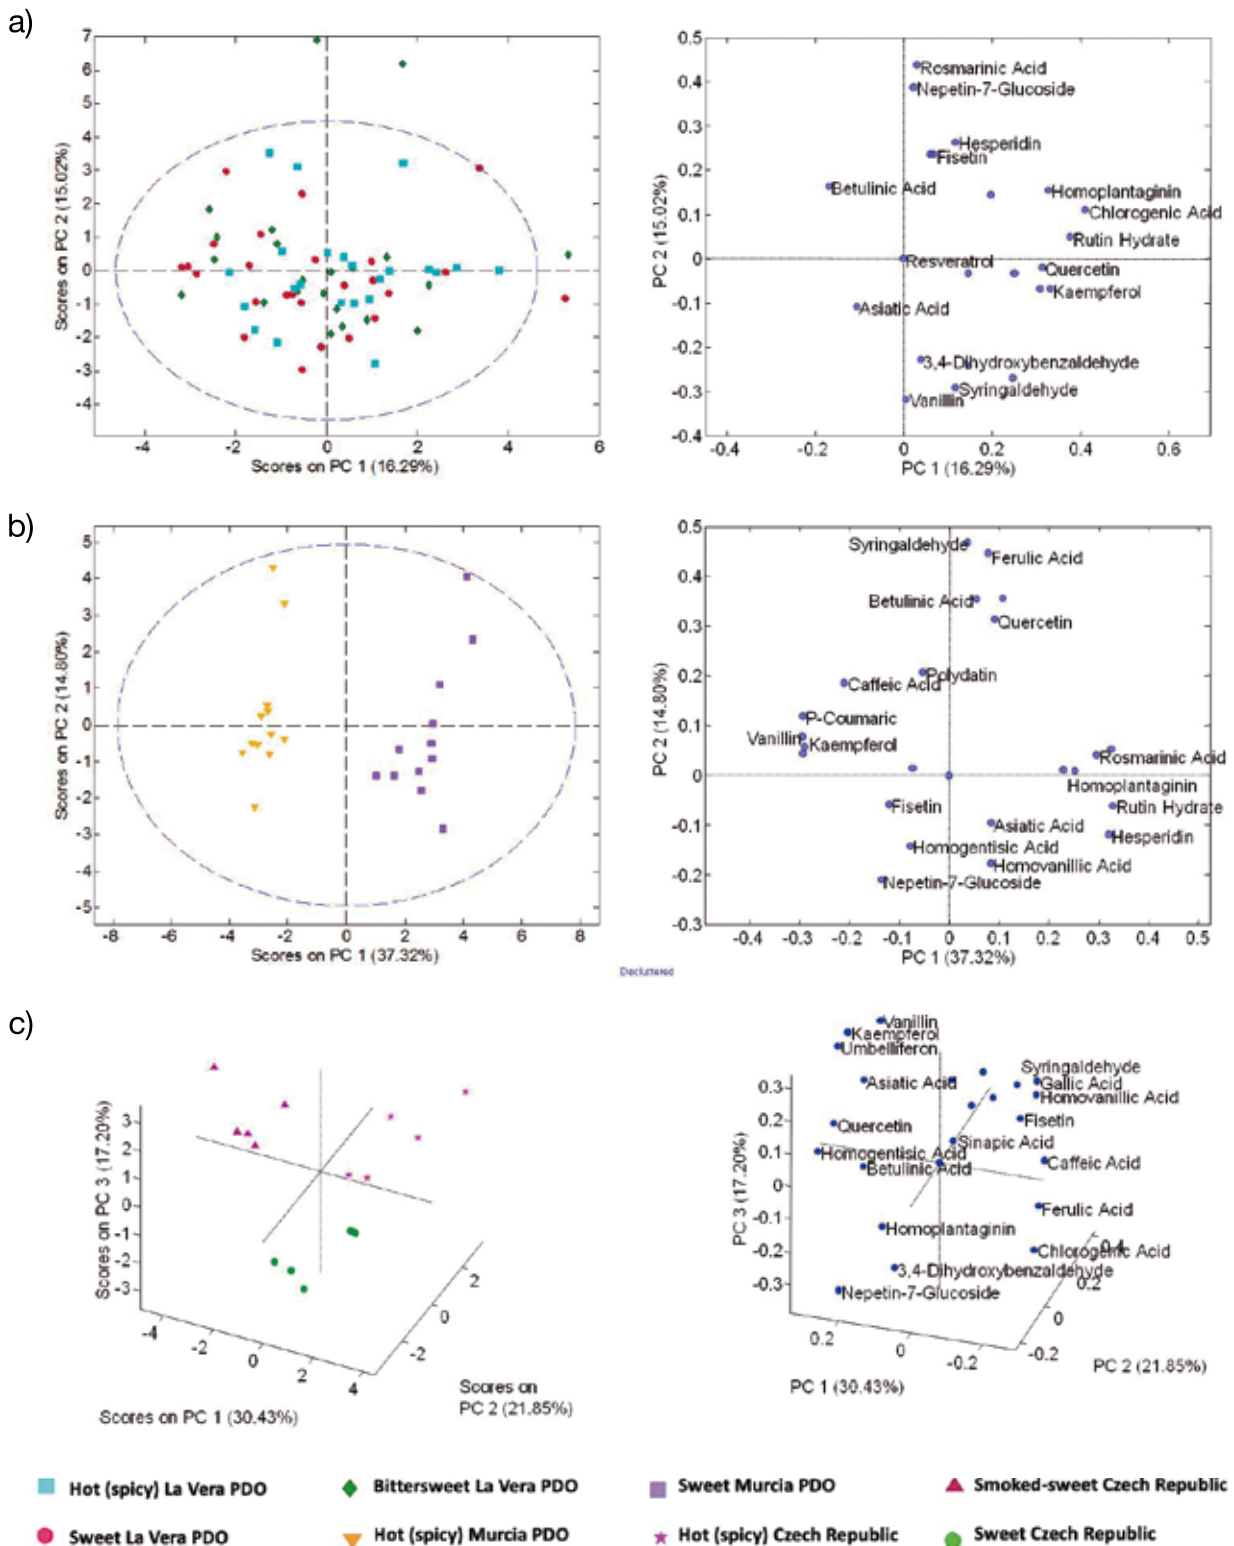 a)
7
6
5
4
3
2
1
0
-1
-2
-3
-4
-4
-2
0
2
4
6
Scores on PC 2 (15.02%)
Scores on PC 1 (16.29%)
0.5
0.4
0.3
0.2
0.1
0
-0.1
-0.2
-0.3
-0.4
-0.4
-0.2
0
0.2
0.4
0.6
PC 2 (15.02%)
PC 1 (16.29%)
Rosmarinic Acid
Nepetin-7-Glucoside
Hesperidin
Fisetin
Betulinic Acid
Homoplantaginin
Chlorogenic Acid
Rutin Hydrate
Resveratrol
Quercetin
Kaempferol
Asiatic Acid
3,4-Dihydroxybenzaldehyde
Syringaldehyde
Vanillin
b)
5
4
3
2
1
0
-1
-2
-3
-4
-5
-8
-6
-4
-2
0
2
4
6
8
Scores on PC 2 (14.80%)
Scores on PC 1 (37.32%)
0.5
0.4
0.3
0.2
0.1
0
-0.1
-0.2
-0.3
-0.4
-0.3
-0.2
-0.1
0
0.1
0.2
0.3
0.4
0.5
PC 2 (14.80%)
PC 1 (37.32%)
Syringaldehyde
Ferulic Acid
Betulinic Acid
Quercetin
Polydatin
Caffeic Acid
P-Coumaric
Vanillin
Kaempferol
Rosmarinic Acid
Homoplantaginin
Fisetin
Rutin Hydrate
Asiatic Acid
Hesperidin
Homogentisic Acid
Homovanillic Acid
Nepetin-7-Glucoside
Decluttered
c)
3
2
1
0
-1
-2
-3
-4
-2
0
2
4
-2
0
2
Scores on PC 3 (17.20%)
Scores on PC 1 (30.43%)
Scores on
PC 2 (21.85%)
0.3
0.2
0.1
0
-0.1
-0.2
-0.3
0.2
0
-0.2
-0.2
0
0.2
0.4
PC 3 (17.20%)
PC 1 (30.43%)
PC 2 (21.85%)
Vanillin
Kaempferol
Umbelliferon
Syringaldehyde
Asiatic Acid
Gallic Acid
Homovanillic Acid
Quercetin
Fisetin
Sinapic Acid
Homogentisic Acid
Betulinic Acid
Caffeic Acid
Ferulic Acid
Homoplantaginin
Chlorogenic Acid
3,4-Dihydroxybenzaldehyde
Nepetin-7-Glucoside
Hot (spicy) La Vera PDO
Bittersweet La Vera PDO
Sweet Murcia PDO
Smoked-sweet Czech Republic
Sweet La Vera PDO
Hot (spicy) Murcia PDO
Hot (spicy) Czech Republic
Sweet Czech Republic